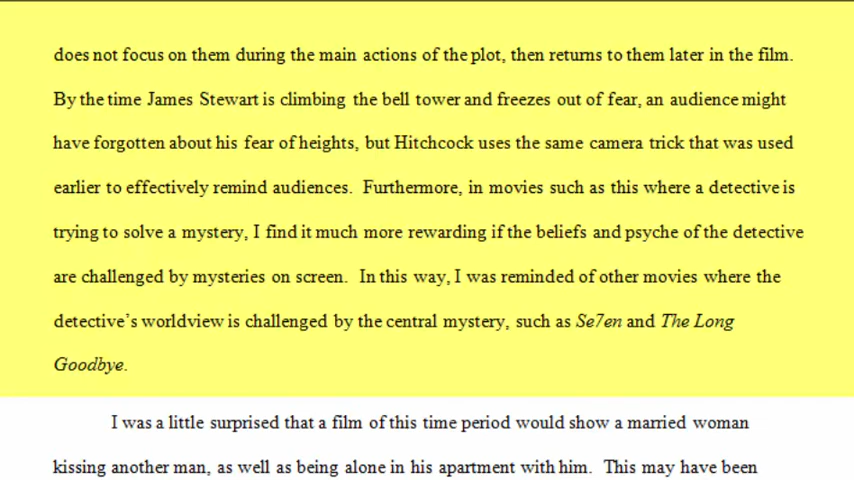 does not focus on them during the main actions of the plot, then returns to them later in the film.
By the time James Stewart is climbing the bell tower and freezes out of fear, an audience might
have forgotten about his fear of heights, but Hitchcock uses the same camera trick that was used
earlier to effectively remind audiences.  Furthermore, in movies such as this where a detective is
trying to solve a mystery, I find it much more rewarding if the beliefs and psyche of the detective
are challenged by mysteries on screen.  In this way, I was reminded of other movies where the
detective’s worldview is challenged by the central mystery, such as Se7en and The Long
Goodbye.
I was a little surprised that a film of this time period would show a married woman
kissing another man, as well as being alone in his apartment with him.  This may have been